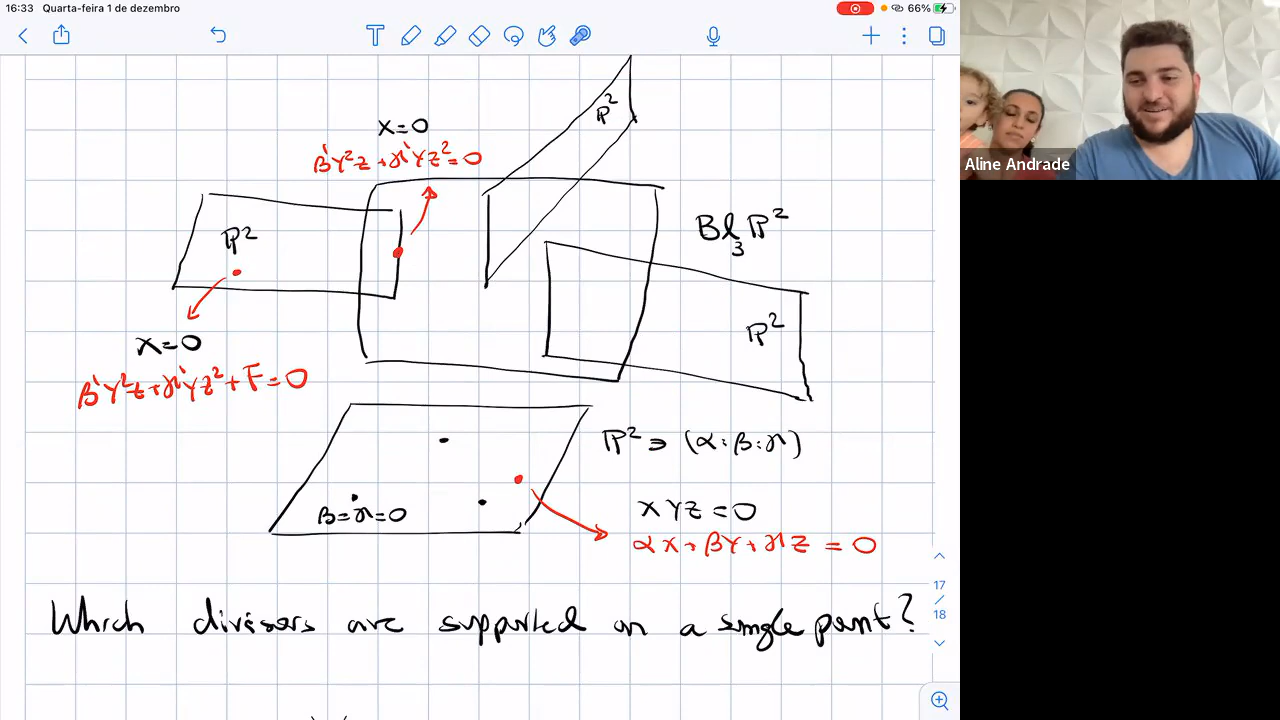 16:33 Quarta-feira 1 de dezembro
66%
T
P²
x=0
β'Y²Z+γ'YZ²=0
P²
Bl₃P²
P²
x=0
β'Y²Z+γ'YZ²+F=0
P²∋(α:β:γ)
β=γ=0
XYZ=0
αX+βY+γZ=0
17
/
18
Which divisors are supported on a single point?
Aline Andrade